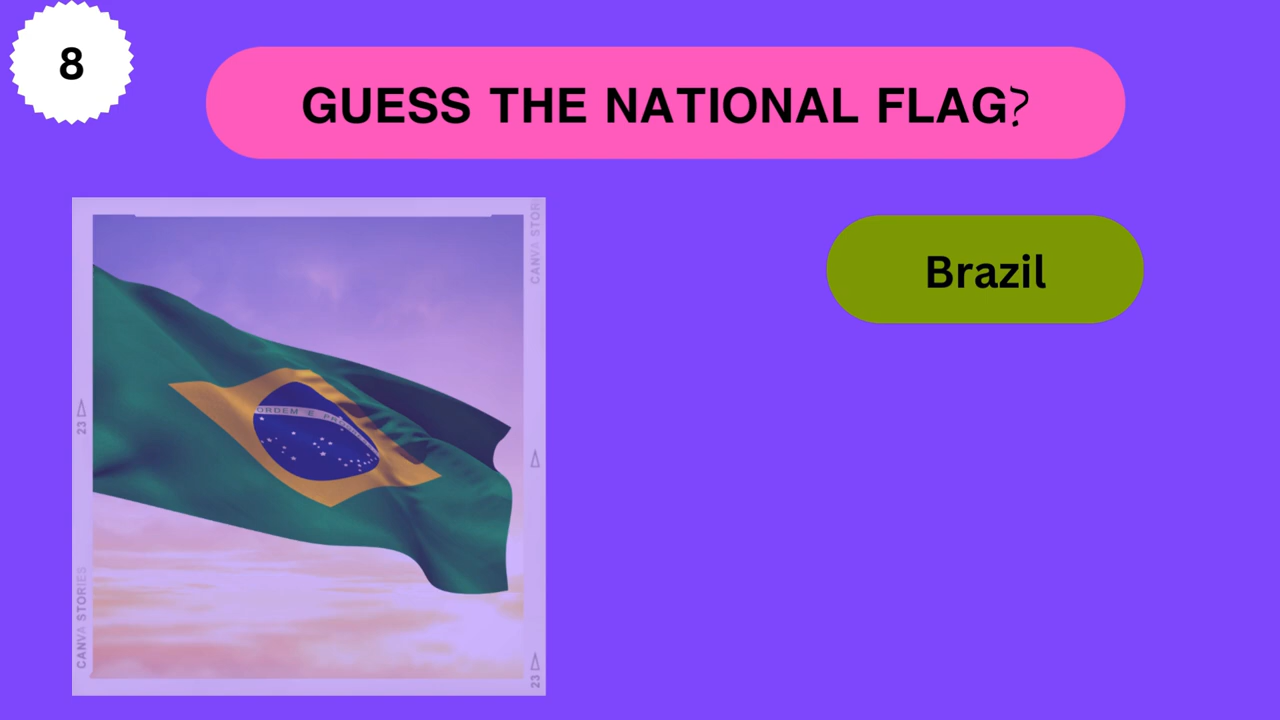 8
GUESS THE NATIONAL FLAG?
Brazil
CANVA STORIES
23
ORDEM E
CANVA STOR
23